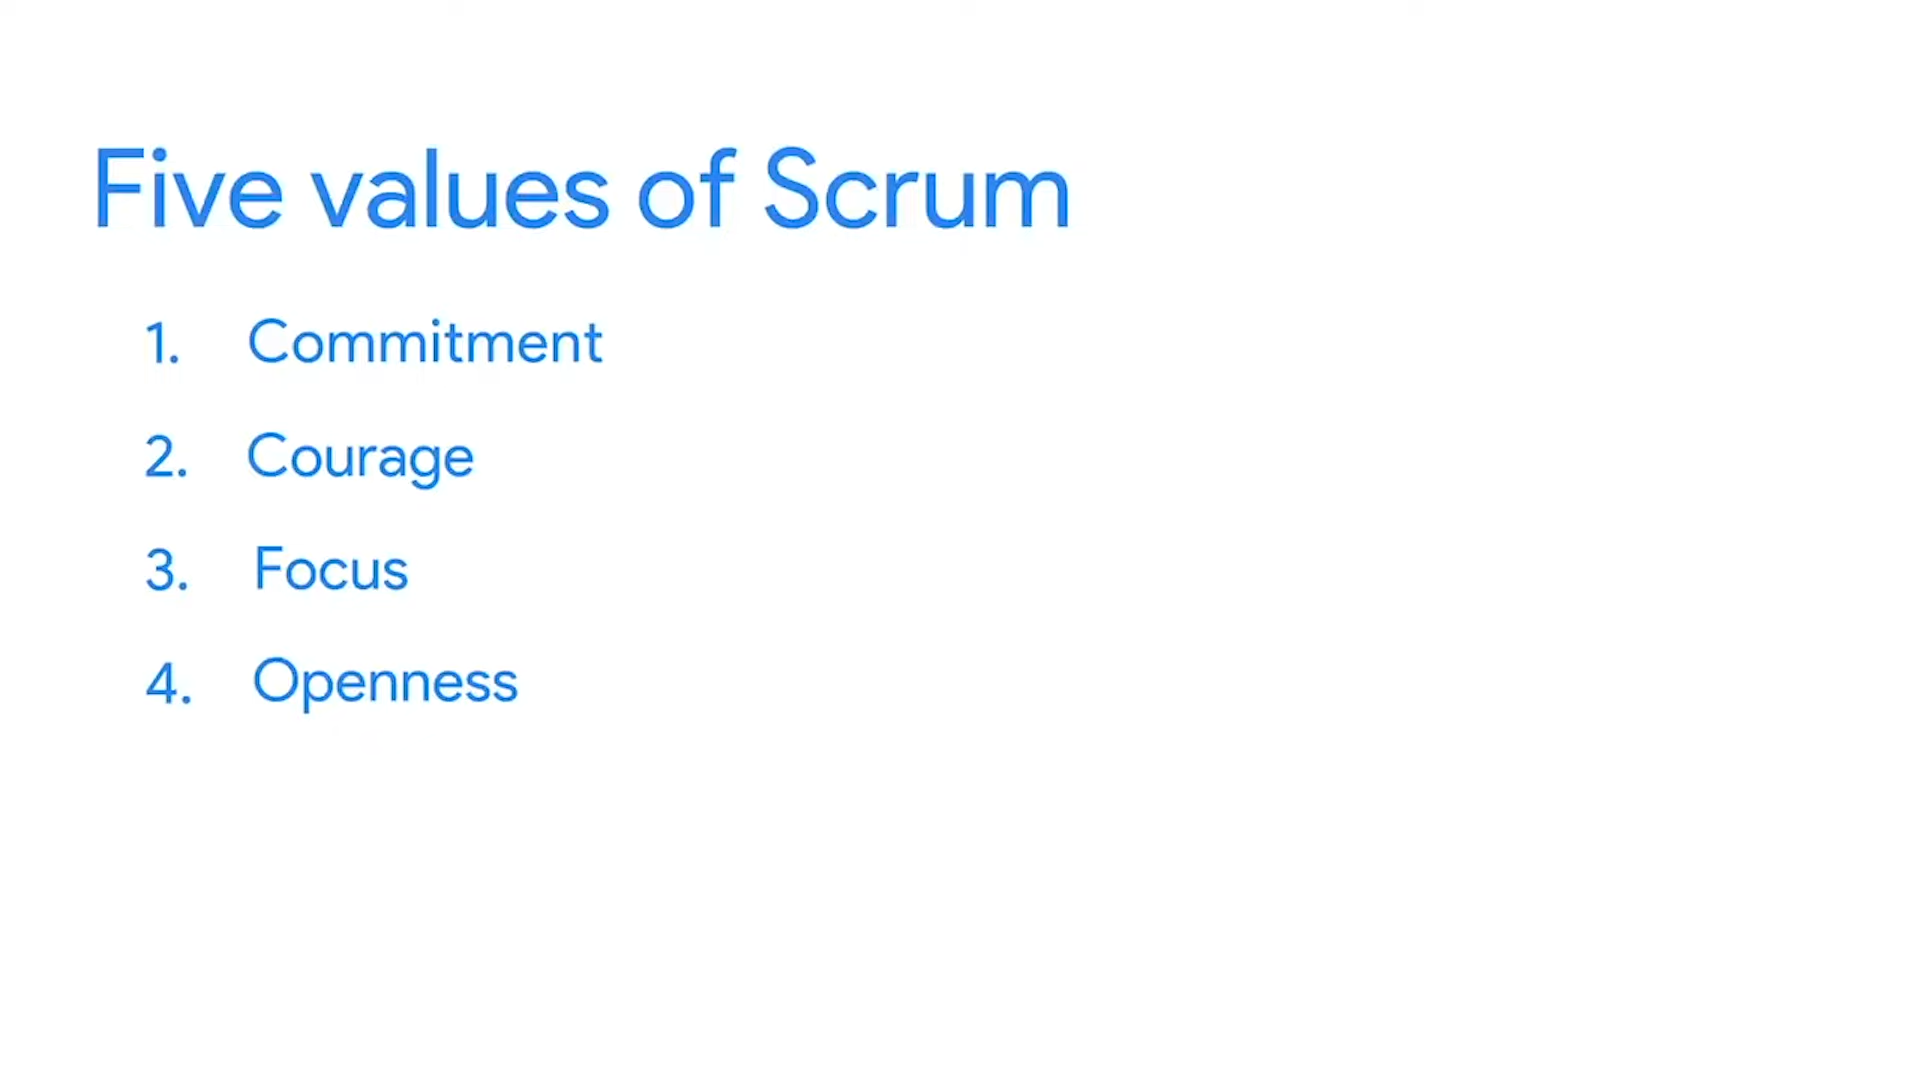 Five values of Scrum
1. Commitment
2. Courage
3. Focus
4. Openness